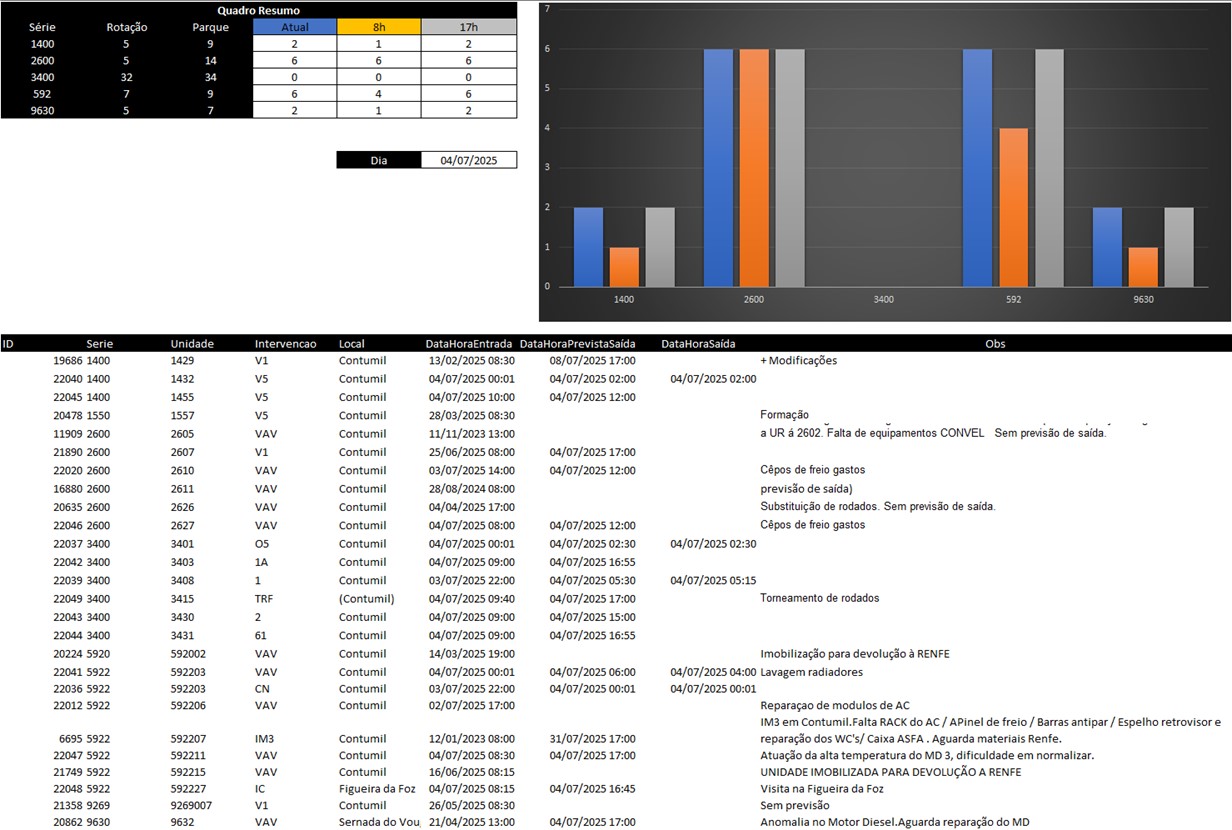 Quadro Resumo
Série Rotação Parque Atual 8h 17h
1400 5 9 2 1 2
2600 5 14 6 6 6
3400 32 34 0 0 0
592 7 9 6 4 6
9630 5 7 2 1 2
Dia 04/07/2025
7
6
5
4
3
2
1
0
1400 2600 3400 592 9630
ID Serie Unidade Intervencao Local DataHoraEntrada DataHoraPrevistaSaída DataHoraSaída Obs
19686 1400 1429 V1 Contumil 13/02/2025 08:30 08/07/2025 17:00 + Modificações
22040 1400 1432 V5 Contumil 04/07/2025 00:01 04/07/2025 02:00 04/07/2025 02:00
22045 1400 1455 V5 Contumil 04/07/2025 10:00 04/07/2025 12:00
20478 1550 1557 V5 Contumil 28/03/2025 08:30 Formação
11909 2600 2605 VAV Contumil 11/11/2023 13:00 a UR á 2602. Falta de equipamentos CONVEL Sem previsão de saída.
21890 2600 2607 V1 Contumil 25/06/2025 08:00 04/07/2025 17:00
22020 2600 2610 VAV Contumil 03/07/2025 14:00 04/07/2025 12:00 Cêpos de freio gastos
16880 2600 2611 VAV Contumil 28/08/2024 08:00 previsão de saída)
20635 2600 2626 VAV Contumil 04/04/2025 17:00 Substituição de rodados. Sem previsão de saída.
22046 2600 2627 VAV Contumil 04/07/2025 08:00 04/07/2025 12:00 Cêpos de freio gastos
22037 3400 3401 O5 Contumil 04/07/2025 00:01 04/07/2025 02:30 04/07/2025 02:30
22042 3400 3403 1A Contumil 04/07/2025 09:00 04/07/2025 16:55
22039 3400 3408 1 Contumil 03/07/2025 22:00 04/07/2025 05:30 04/07/2025 05:15
22049 3400 3415 TRF (Contumil) 04/07/2025 09:40 04/07/2025 17:00 Torneamento de rodados
22043 3400 3430 2 Contumil 04/07/2025 09:00 04/07/2025 15:00
22044 3400 3431 61 Contumil 04/07/2025 09:00 04/07/2025 16:55
20224 5920 592002 VAV Contumil 14/03/2025 19:00 Imobilização para devolução à RENFE
22041 5922 592203 VAV Contumil 04/07/2025 00:01 04/07/2025 06:00 04/07/2025 04:00 Lavagem radiadores
22036 5922 592203 CN Contumil 03/07/2025 22:00 04/07/2025 00:01 04/07/2025 00:01
22012 5922 592206 VAV Contumil 02/07/2025 17:00 Reparaçao de modulos de AC
IM3 em Contumil.Falta RACK do AC / APinel de freio / Barras antipar / Espelho retrovisor e
6695 5922 592207 IM3 Contumil 12/01/2023 08:00 31/07/2025 17:00 reparação dos WC's/ Caixa ASFA . Aguarda materiais Renfe.
22047 5922 592211 VAV Contumil 04/07/2025 08:30 04/07/2025 17:00 Atuação da alta temperatura do MD 3, dificuldade em normalizar.
21749 5922 592215 VAV Contumil 16/06/2025 08:15 UNIDADE IMOBILIZADA PARA DEVOLUÇÃO A RENFE
22048 5922 592227 IC Figueira da Foz 04/07/2025 08:15 04/07/2025 16:45 Visita na Figueira da Foz
21358 9269 9269007 V1 Contumil 26/05/2025 08:30 Sem previsão
20862 9630 9632 VAV Sernada do Vou 21/04/2025 13:00 04/07/2025 17:00 Anomalia no Motor Diesel.Aguarda reparação do MD